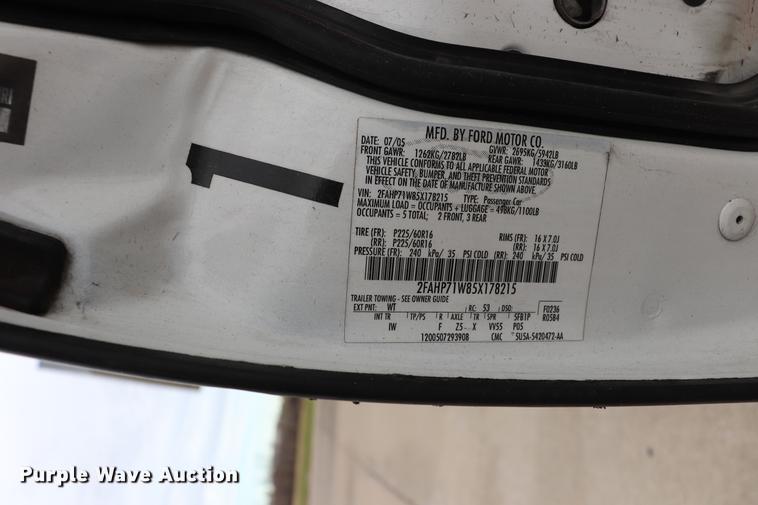 MFD. BY FORD MOTOR CO.
DATE: 07/05 GVWR: 2695KG/5942LB
FRONT GAWR: 1262KG/2782LB REAR GAWR: 1433KG/3160LB
THIS VEHICLE CONFORMS TO ALL APPLICABLE FEDERAL MOTOR
VEHICLE SAFETY, BUMPER, AND THEFT PREVENTION STANDARDS
IN EFFECT ON THE DATE OF MANUFACTURE SHOWN ABOVE.
VIN: 2FAHP71W85X178215 TYPE: Passenger Car
MAXIMUM LOAD = OCCUPANTS + LUGGAGE = 498KG/1100LB
OCCUPANTS = 5 TOTAL; 2 FRONT, 3 REAR
TIRE (FR): P225/60R16 RIMS (FR): 16 X 7.0J
(RR): P225/60R16 (RR): 16 X 7.0J
PRESSURE (FR): 240 kPa/ 35 PSI COLD (RR): 240 kPa/ 35 PSI COLD
2FAHP71W85X178215
TRAILER TOWING - SEE OWNER GUIDE
EXT PNT: WT RC: 53 DSO: F0236
INT TR TP/PS R AXLE TR SPR 5FB1P R0584
IW F Z5 X VV55 P05
1200507293908 CMC 5U5A-5420472-AA
1
Purple Wave Auction